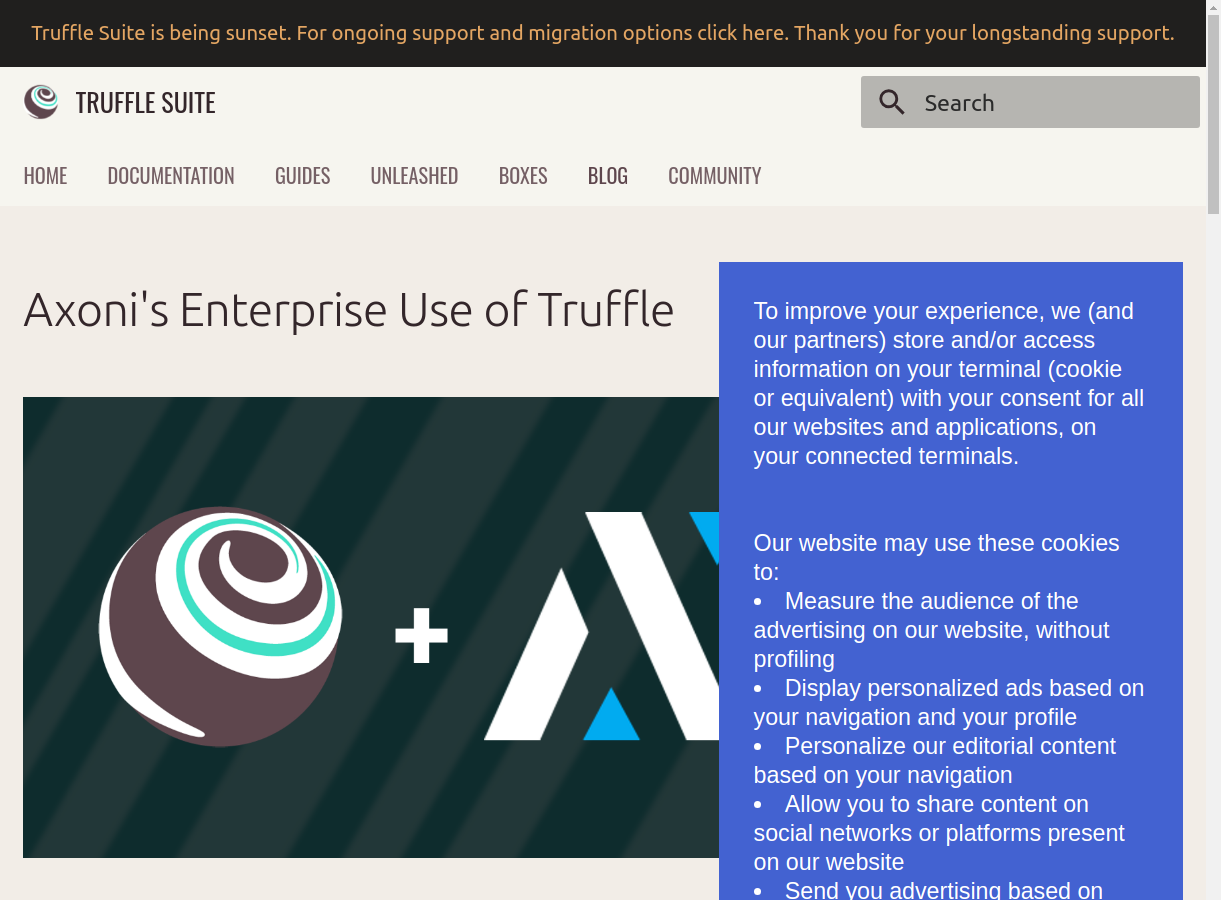 Truffle Suite is being sunset. For ongoing support and migration options click here. Thank you for your longstanding support.
TRUFFLE SUITE
Search
HOME DOCUMENTATION GUIDES UNLEASHED BOXES BLOG COMMUNITY
Axoni's Enterprise Use of Truffle
To improve your experience, we (and
our partners) store and/or access
information on your terminal (cookie
or equivalent) with your consent for all
our websites and applications, on
your connected terminals.
Our website may use these cookies
to:
• Measure the audience of the
advertising on our website, without
profiling
• Display personalized ads based on
your navigation and your profile
• Personalize our editorial content
based on your navigation
• Allow you to share content on
social networks or platforms present
on our website
• Send you advertising based on